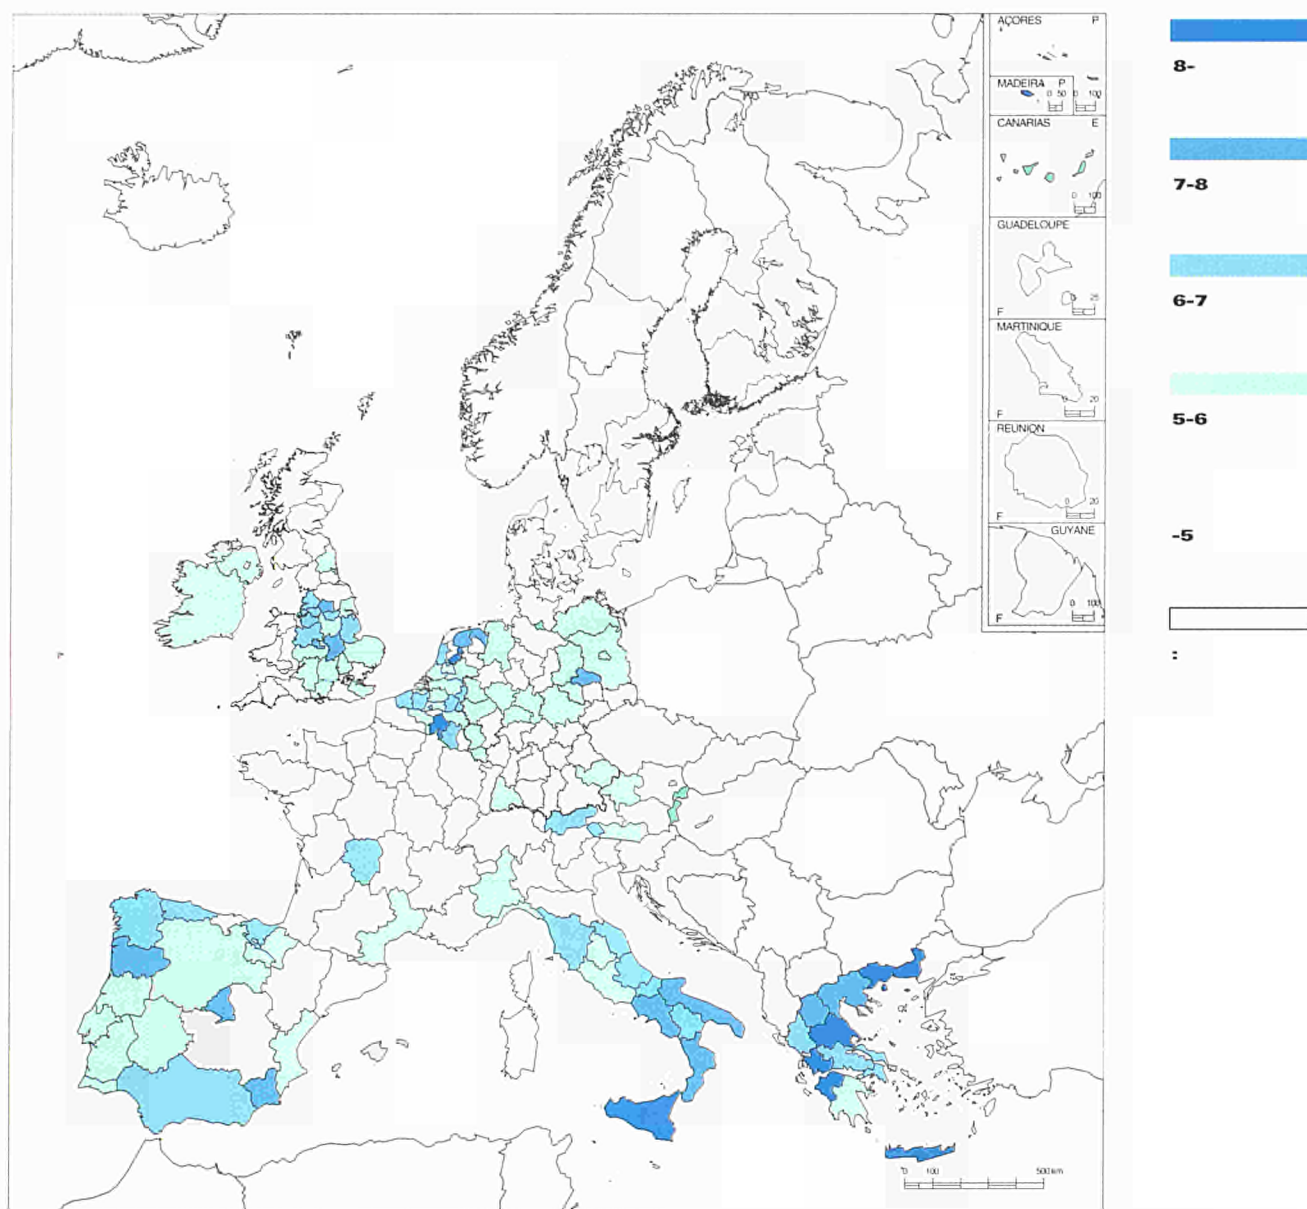 AÇORES P
MADEIRA P
0 50 0 100
CANARIAS E
0 100
GUADELOUPE
0 25
F
MARTINIQUE
0 20
F
REUNION
0 20
F
GUYANE
0 100
F
0 100 500 km
8-
7-8
6-7
5-6
-5
: